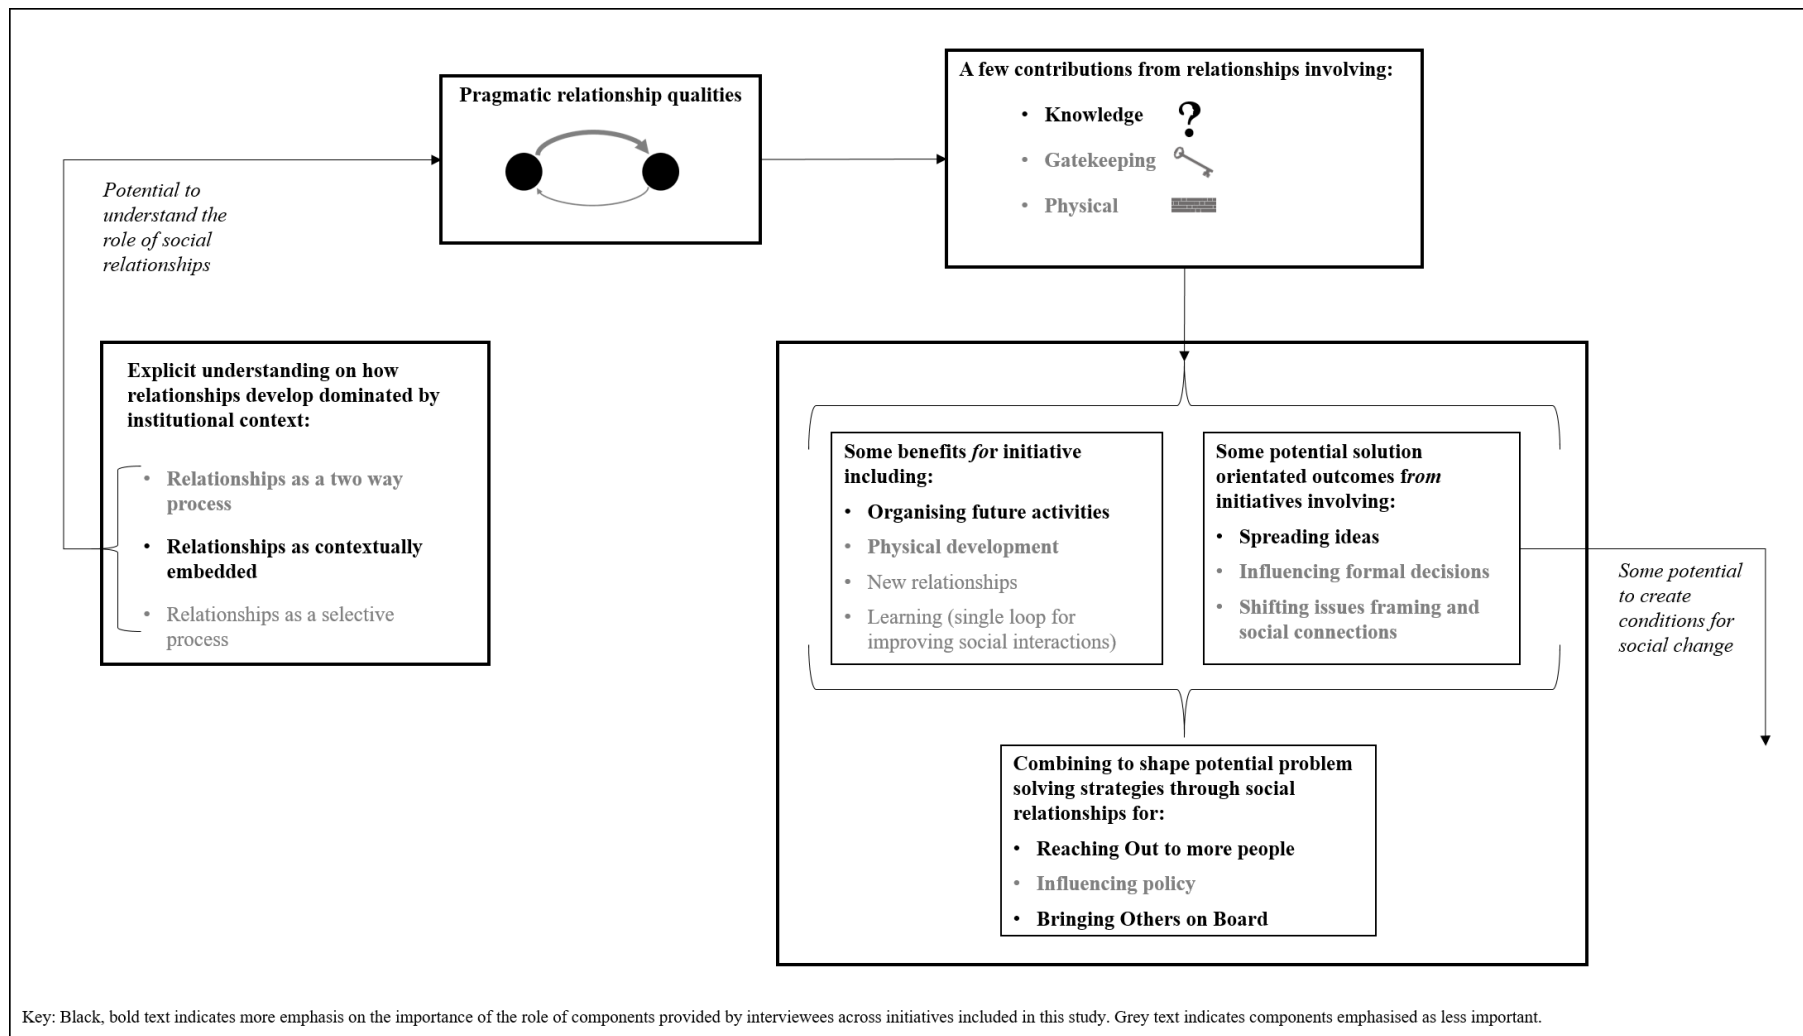 Pragmatic relationship qualities
A few contributions from relationships involving:
• Knowledge
• Gatekeeping
• Physical
Potential to
understand the
role of social
relationships
Explicit understanding on how
relationships develop dominated by
institutional context:
• Relationships as a two way
process
• Relationships as contextually
embedded
• Relationships as a selective
process
Some benefits for initiative
including:
• Organising future activities
• Physical development
• New relationships
• Learning (single loop for
improving social interactions)
Some potential solution
orientated outcomes from
initiatives involving:
• Spreading ideas
• Influencing formal decisions
• Shifting issues framing and
social connections
Some potential
to create
conditions for
social change
Combining to shape potential problem
solving strategies through social
relationships for:
• Reaching Out to more people
• Influencing policy
• Bringing Others on Board
Key: Black, bold text indicates more emphasis on the importance of the role of components provided by interviewees across initiatives included in this study. Grey text indicates components emphasised as less important.